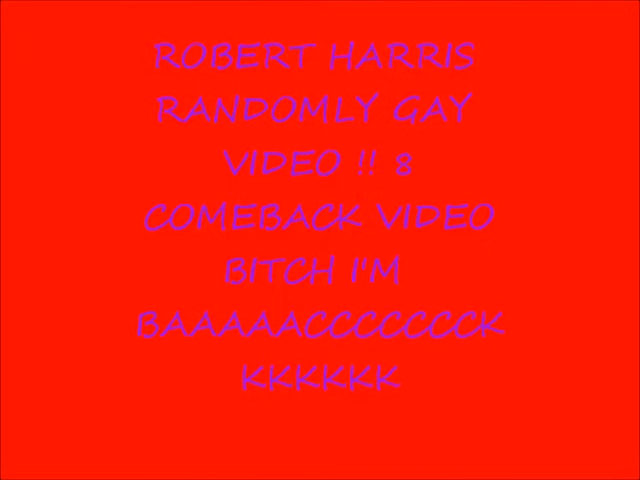 ROBERT HARRIS
RANDOMLY GAY
VIDEO !! 8
COMEBACK VIDEO
BITCH I'M
BAAAAACCCCCCCK
KKKKKK